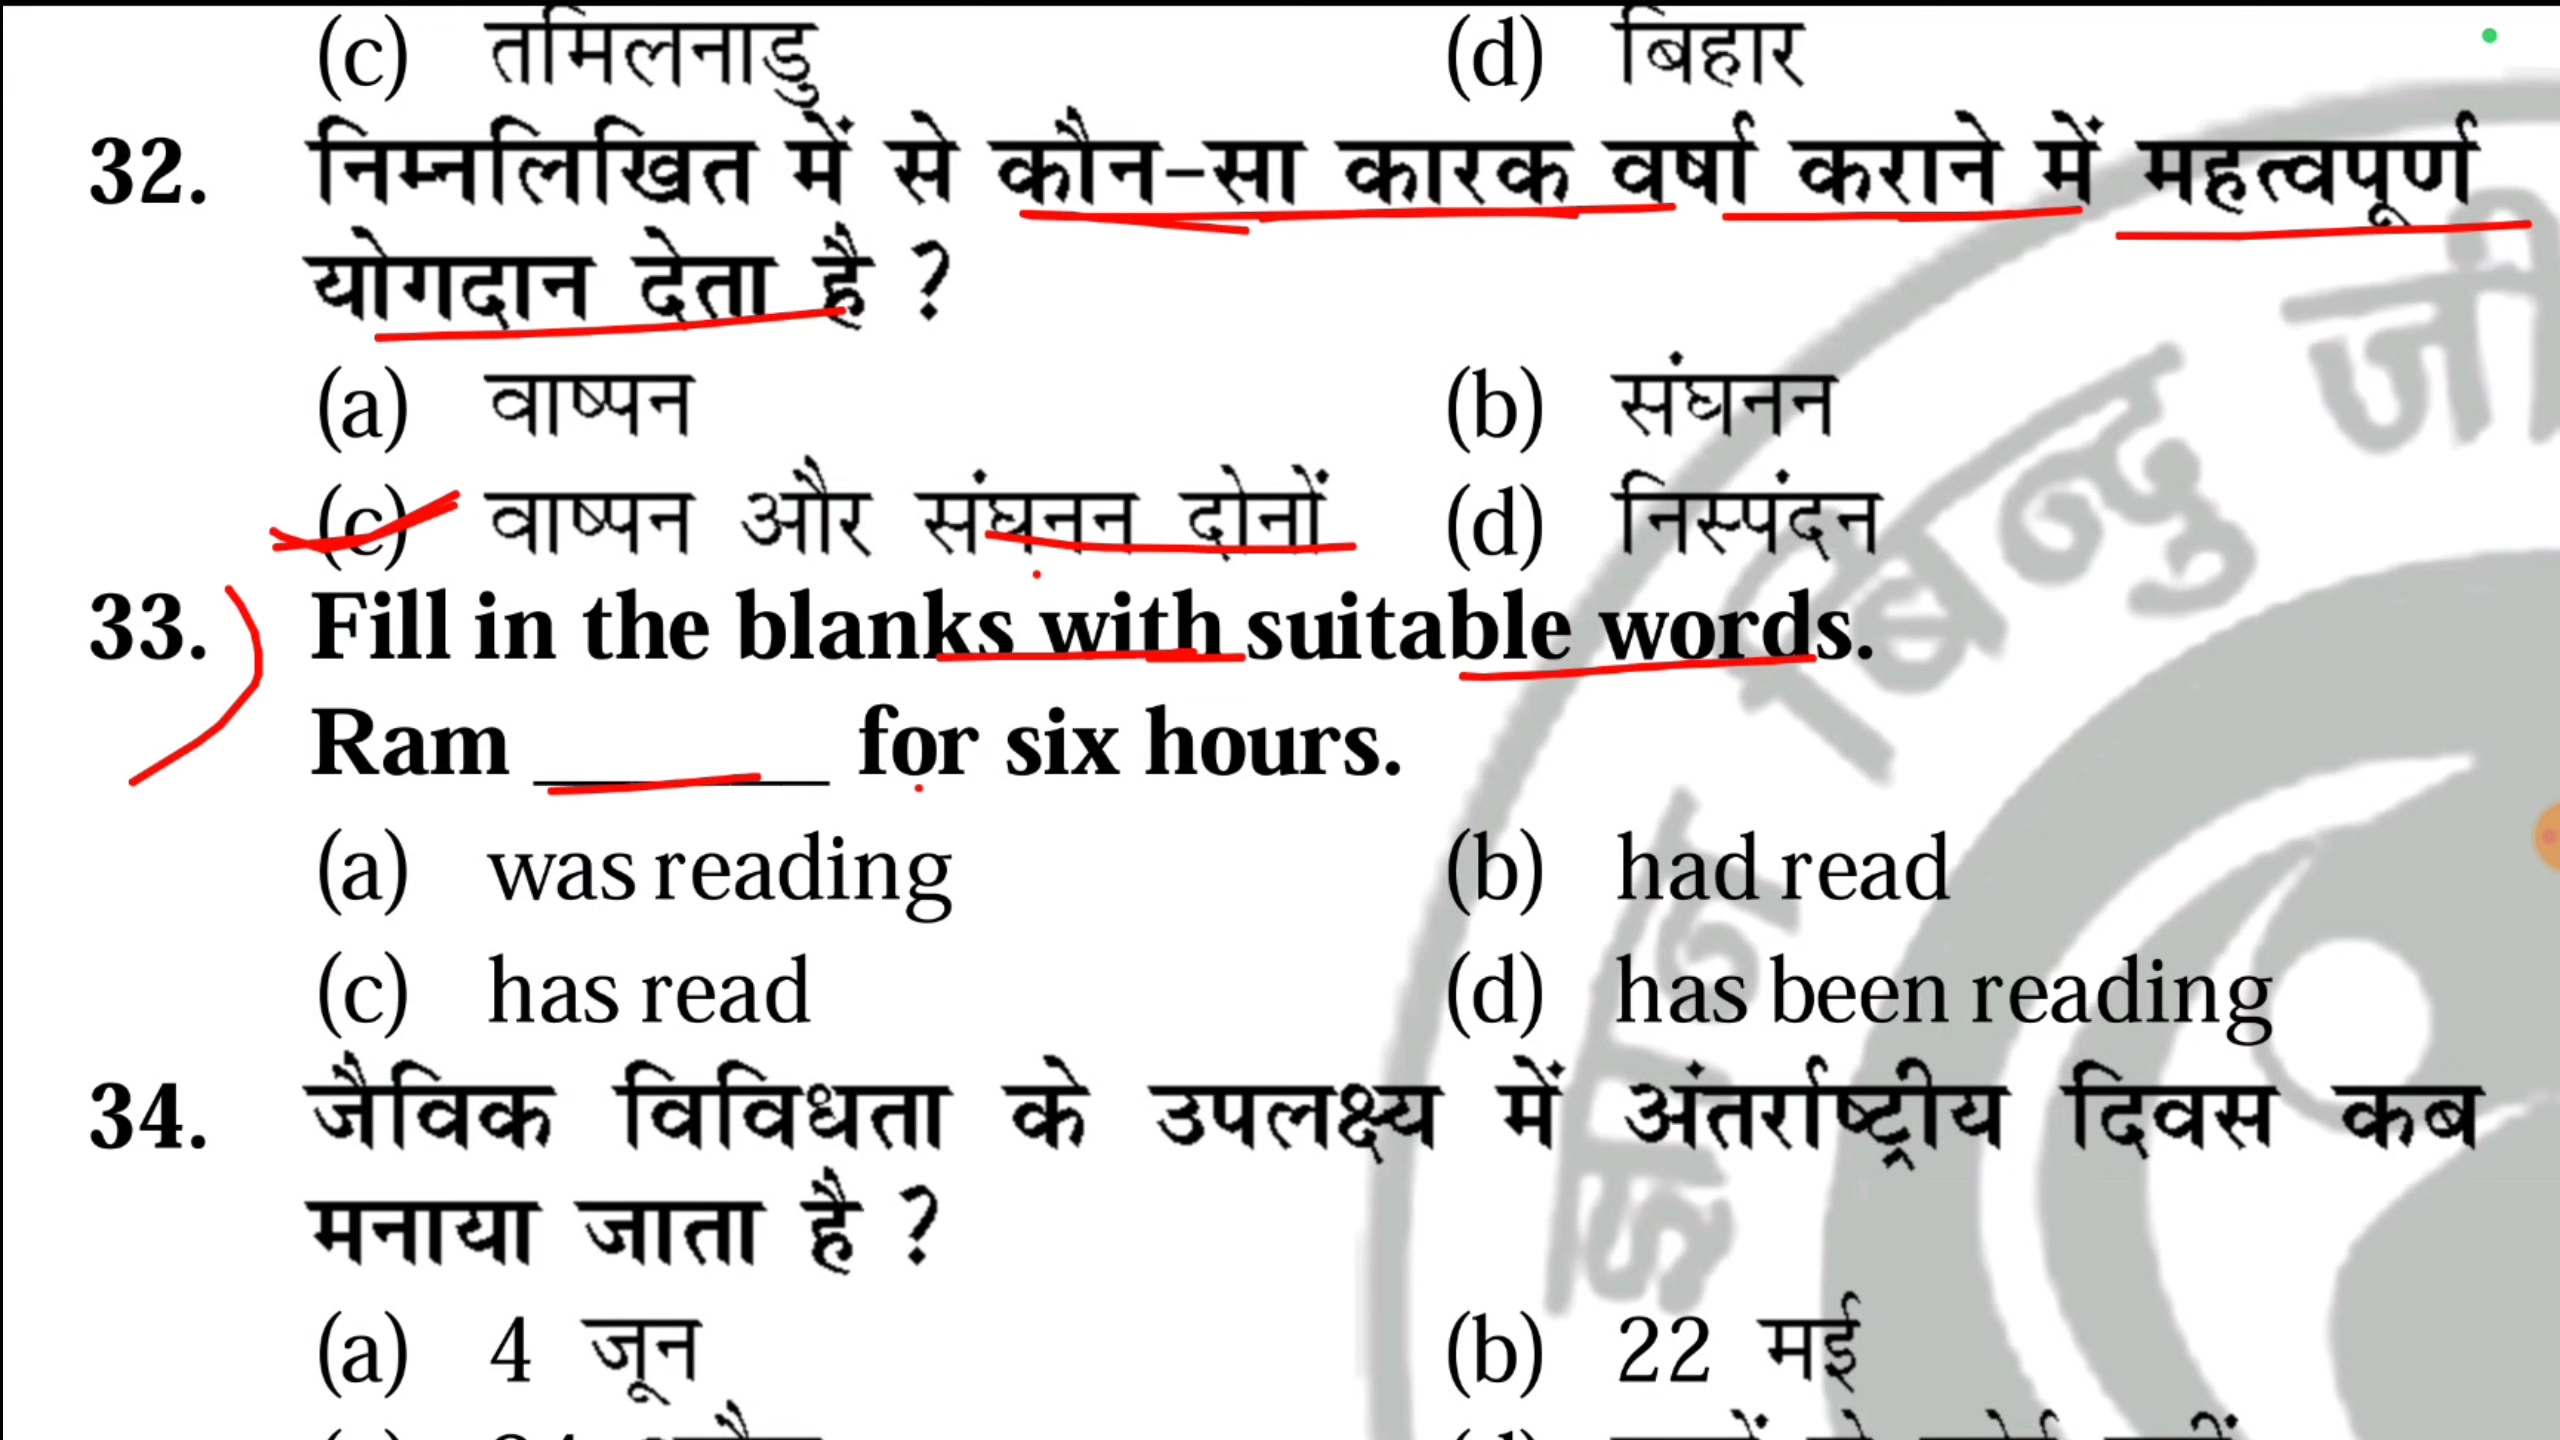 (c) तमिलनाडु (d) बिहार
32. निम्नलिखित में से कौन-सा कारक वर्षा कराने में महत्वपूर्ण
योगदान देता है ?
(a) वाष्पन (b) संघनन
(c) वाष्पन और संघनन दोनों (d) निस्पंदन
33. Fill in the blanks with suitable words.
Ram ________ for six hours.
(a) was reading (b) had read
(c) has read (d) has been reading
34. जैविक विविधता के उपलक्ष्य में अंतर्राष्ट्रीय दिवस कब
मनाया जाता है ?
(a) 4 जून (b) 22 मई